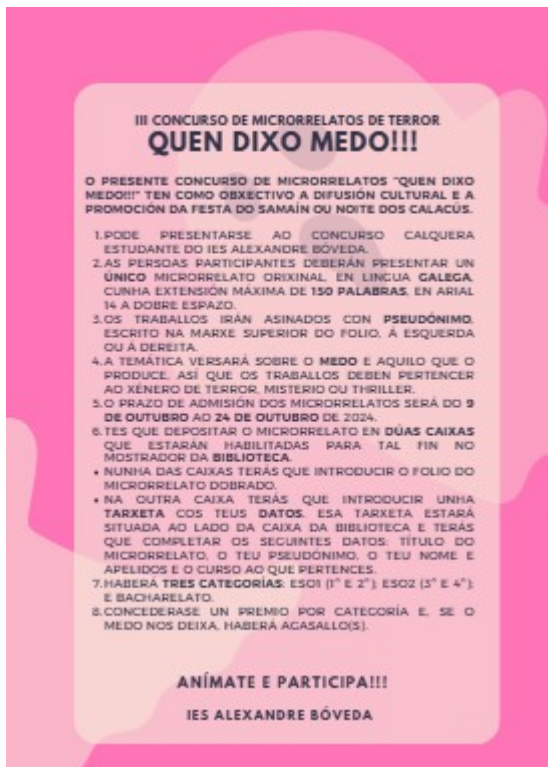 III CONCURSO DE MICRORRELATOS DE TERROR
QUEN DIXO MEDO!!!
O PRESENTE CONCURSO DE MICRORRELATOS "QUEN DIXO
MEDO!!!" TEN COMO OBXECTIVO A DIFUSIÓN CULTURAL E A
PROMOCIÓN DA FESTA DO SAMAÍN OU NOITE DOS CALACÚS.
1. PODE PRESENTARSE AO CONCURSO CALQUERA
ESTUDANTE DO IES ALEXANDRE BÓVEDA.
2. AS PERSOAS PARTICIPANTES DEBERÁN PRESENTAR UN
ÚNICO MICRORRELATO ORIXINAL, EN LINGUA GALEGA,
CUNHA EXTENSIÓN MÁXIMA DE 150 PALABRAS, EN ARIAL
14 A DOBRE ESPAZO.
3. OS TRABALLOS IRÁN ASINADOS CON PSEUDÓNIMO,
ESCRITO NA MARXE SUPERIOR DO FOLIO, Á ESQUERDA
OU Á DEREITA.
4. A TEMÁTICA VERSARÁ SOBRE O MEDO E AQUILO QUE O
PRODUCE, ASÍ QUE OS TRABALLOS DEBEN PERTENCER
AO XÉNERO DE TERROR, MISTERIO OU THRILLER.
5. O PRAZO DE ADMISIÓN DOS MICRORRELATOS SERÁ DO 9
DE OUTUBRO AO 24 DE OUTUBRO DE 2024.
6. TES QUE DEPOSITAR O MICRORRELATO EN DÚAS CAIXAS
QUE ESTARÁN HABILITADAS PARA TAL FIN NO
MOSTRADOR DA BIBLIOTECA.
• NUNHA DAS CAIXAS TERÁS QUE INTRODUCIR O FOLIO DO
MICRORRELATO DOBRADO.
• NA OUTRA CAIXA TERÁS QUE INTRODUCIR UNHA
TARXETA COS TEUS DATOS. ESA TARXETA ESTARÁ
SITUADA AO LADO DA CAIXA DA BIBLIOTECA E TERÁS
QUE COMPLETAR OS SEGUINTES DATOS: TÍTULO DO
MICRORRELATO, O TEU PSEUDÓNIMO, O TEU NOME E
APELIDOS E O CURSO AO QUE PERTENCES.
7. HABERÁ TRES CATEGORÍAS: ESO1 (1º E 2º); ESO2 (3º E 4º);
E BACHARELATO.
8. CONCEDERASE UN PREMIO POR CATEGORÍA E, SE O
MEDO NOS DEIXA, HABERÁ AGASALLO(S).
ANÍMATE E PARTICIPA!!!
IES ALEXANDRE BÓVEDA